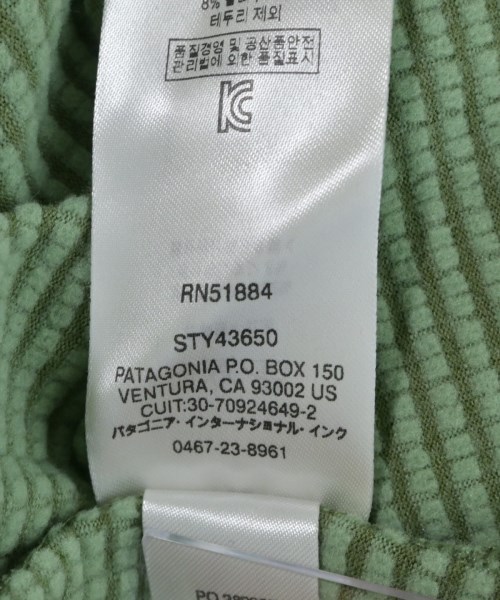 8%
테두리 제외
품질경영 및 공산품안전
관리법에 의한 품질표시
RN51884
STY43650
PATAGONIA P.O. BOX 150
VENTURA, CA 93002 US
CUIT:30-70924649-2
パタゴニア・インターナショナル・インク
0467-23-8961